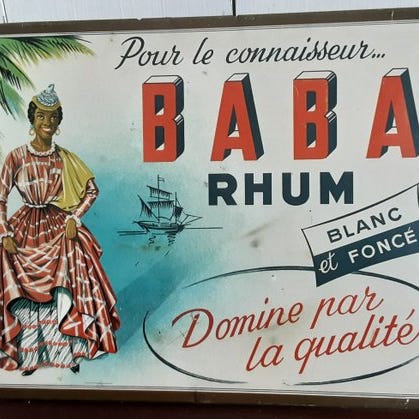 Pour le connaisseur...
BABA
RHUM
BLANC
et FONCÉ
Domine par
la qualité